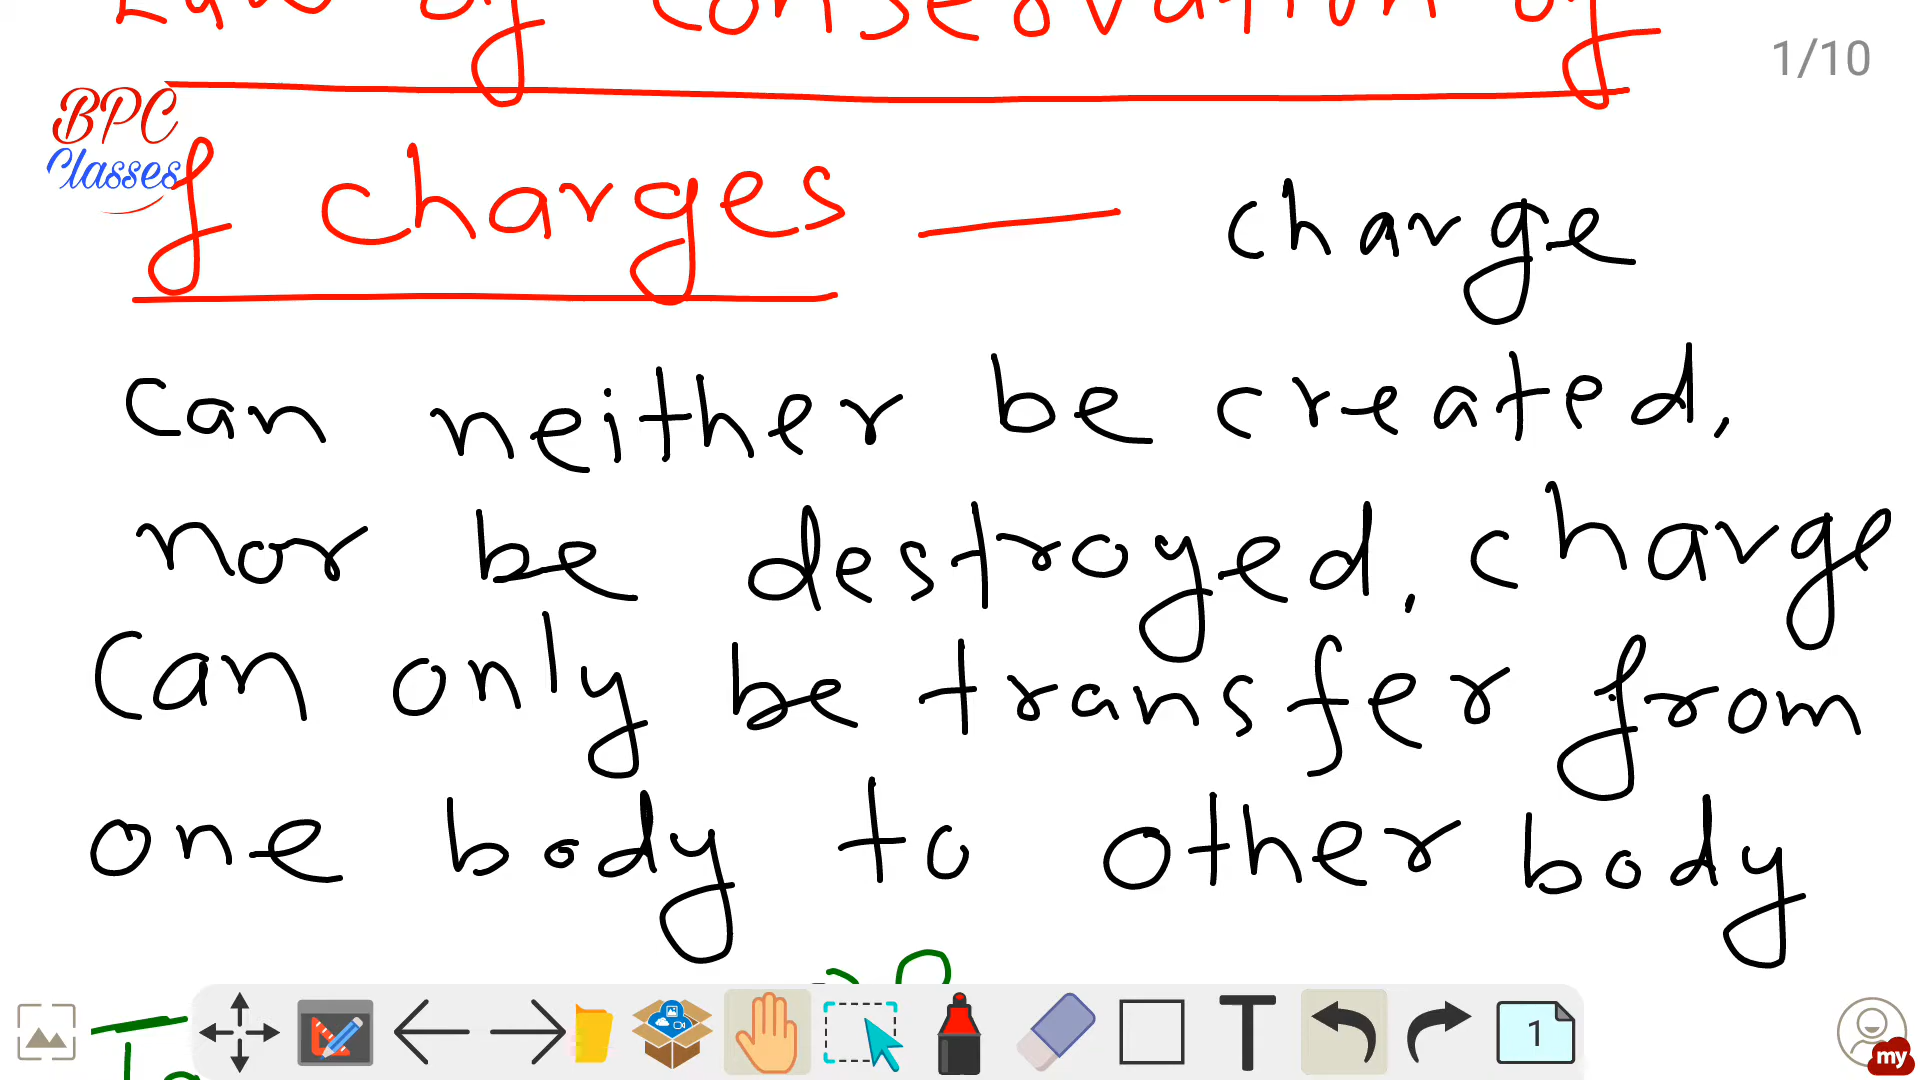 Law of conservation of
1/10
BPC
Classes
f charges — charge
can neither be created,
nor be destroyed. charge
can only be transfer from
one body to other body
T
1
my